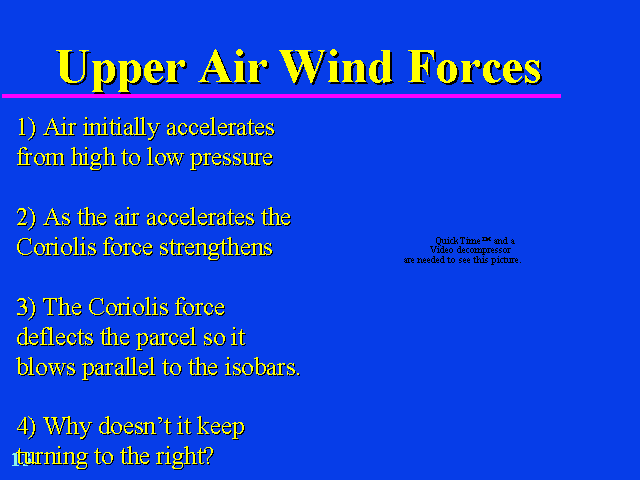 Upper Air Wind Forces
1) Air initially accelerates
from high to low pressure
2) As the air accelerates the
Coriolis force strengthens
QuickTime™ and a
Video decompressor
are needed to see this picture.
3) The Coriolis force
deflects the parcel so it
blows parallel to the isobars.
4) Why doesn’t it keep
turning to the right?